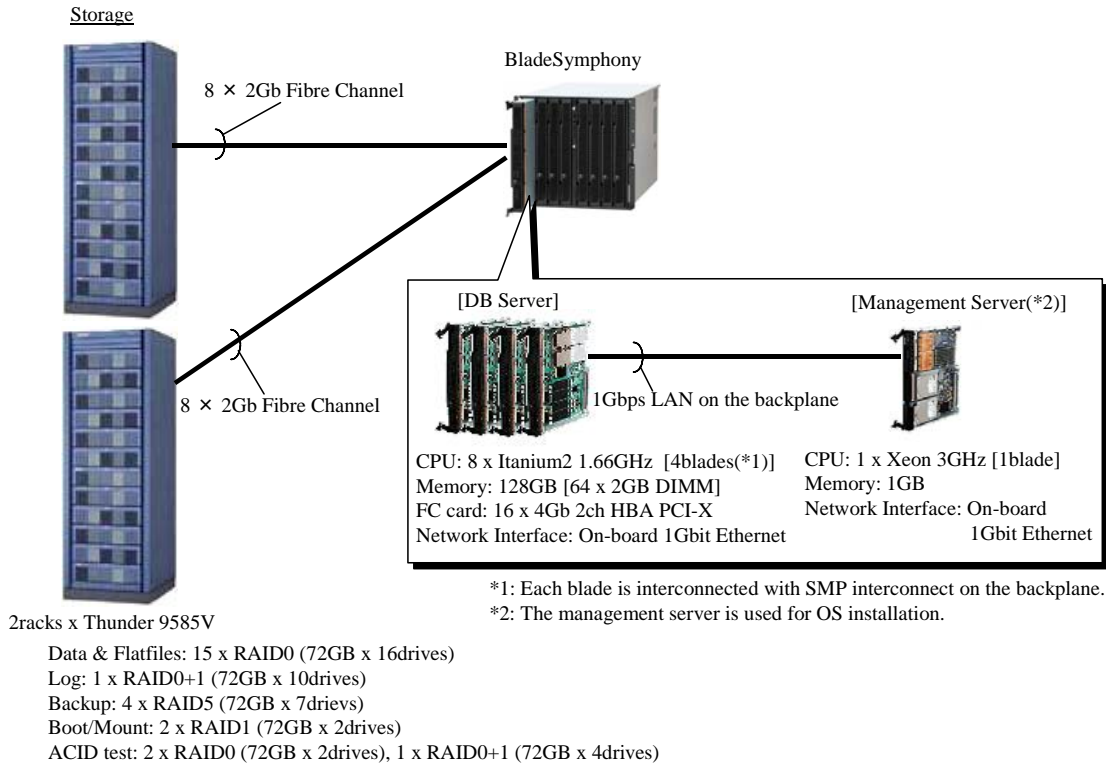 Storage
BladeSymphony
8 × 2Gb Fibre Channel
8 × 2Gb Fibre Channel
[DB Server]
[Management Server(*2)]
1Gbps LAN on the backplane
CPU: 8 x Itanium2 1.66GHz [4blades(*1)]
Memory: 128GB [64 x 2GB DIMM]
FC card: 16 x 4Gb 2ch HBA PCI-X
Network Interface: On-board 1Gbit Ethernet
CPU: 1 x Xeon 3GHz [1blade]
Memory: 1GB
Network Interface: On-board
1Gbit Ethernet
*1: Each blade is interconnected with SMP interconnect on the backplane.
*2: The management server is used for OS installation.
2racks x Thunder 9585V
Data & Flatfiles: 15 x RAID0 (72GB x 16drives)
Log: 1 x RAID0+1 (72GB x 10drives)
Backup: 4 x RAID5 (72GB x 7drievs)
Boot/Mount: 2 x RAID1 (72GB x 2drives)
ACID test: 2 x RAID0 (72GB x 2drives), 1 x RAID0+1 (72GB x 4drives)